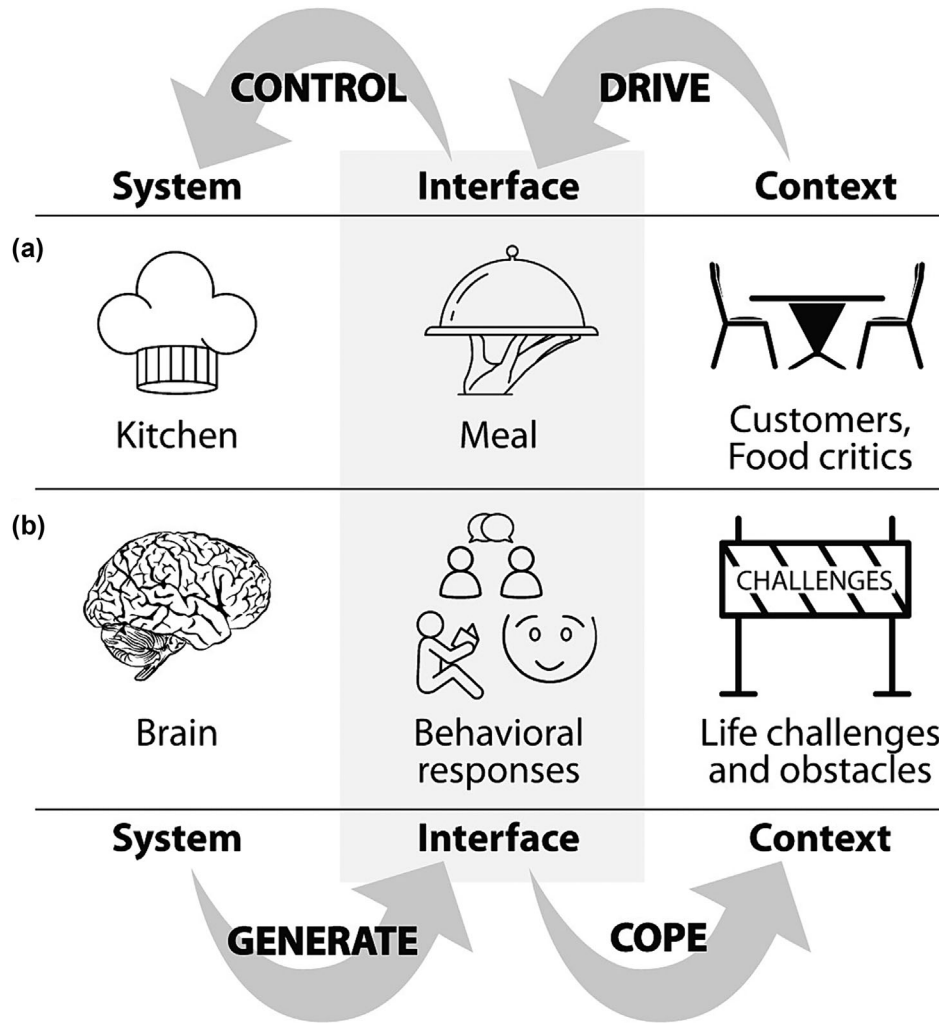 CONTROL
DRIVE
System
Interface
Context
(a)
Kitchen
Meal
Customers,
Food critics
(b)
CHALLENGES
Brain
Behavioral
responses
Life challenges
and obstacles
System
Interface
Context
GENERATE
COPE